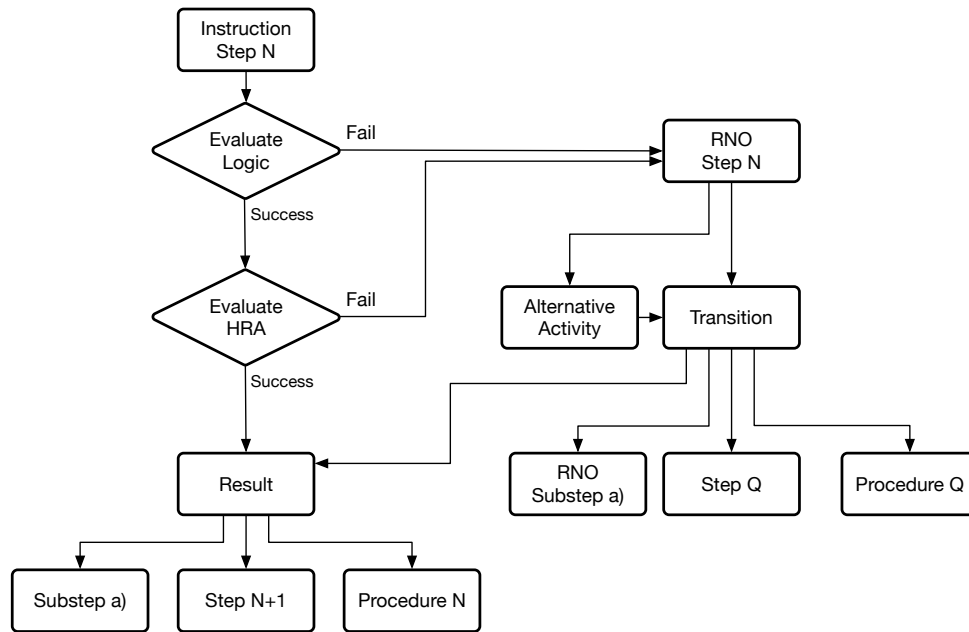 Instruction
Step N
Evaluate
Logic
Fail
RNO
Step N
Success
Evaluate
HRA
Fail
Alternative
Activity
Transition
Success
Result
RNO
Substep a)
Step Q
Procedure Q
Substep a)
Step N+1
Procedure N